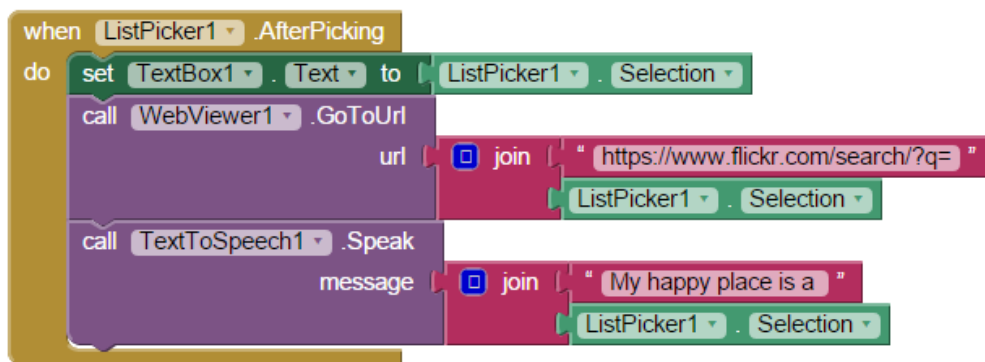 when ListPicker1 .AfterPicking
do set TextBox1 . Text to ListPicker1 . Selection
call WebViewer1 .GoToUrl
url join " https://www.flickr.com/search/?q= "
ListPicker1 . Selection
call TextToSpeech1 .Speak
message join " My happy place is a "
ListPicker1 . Selection